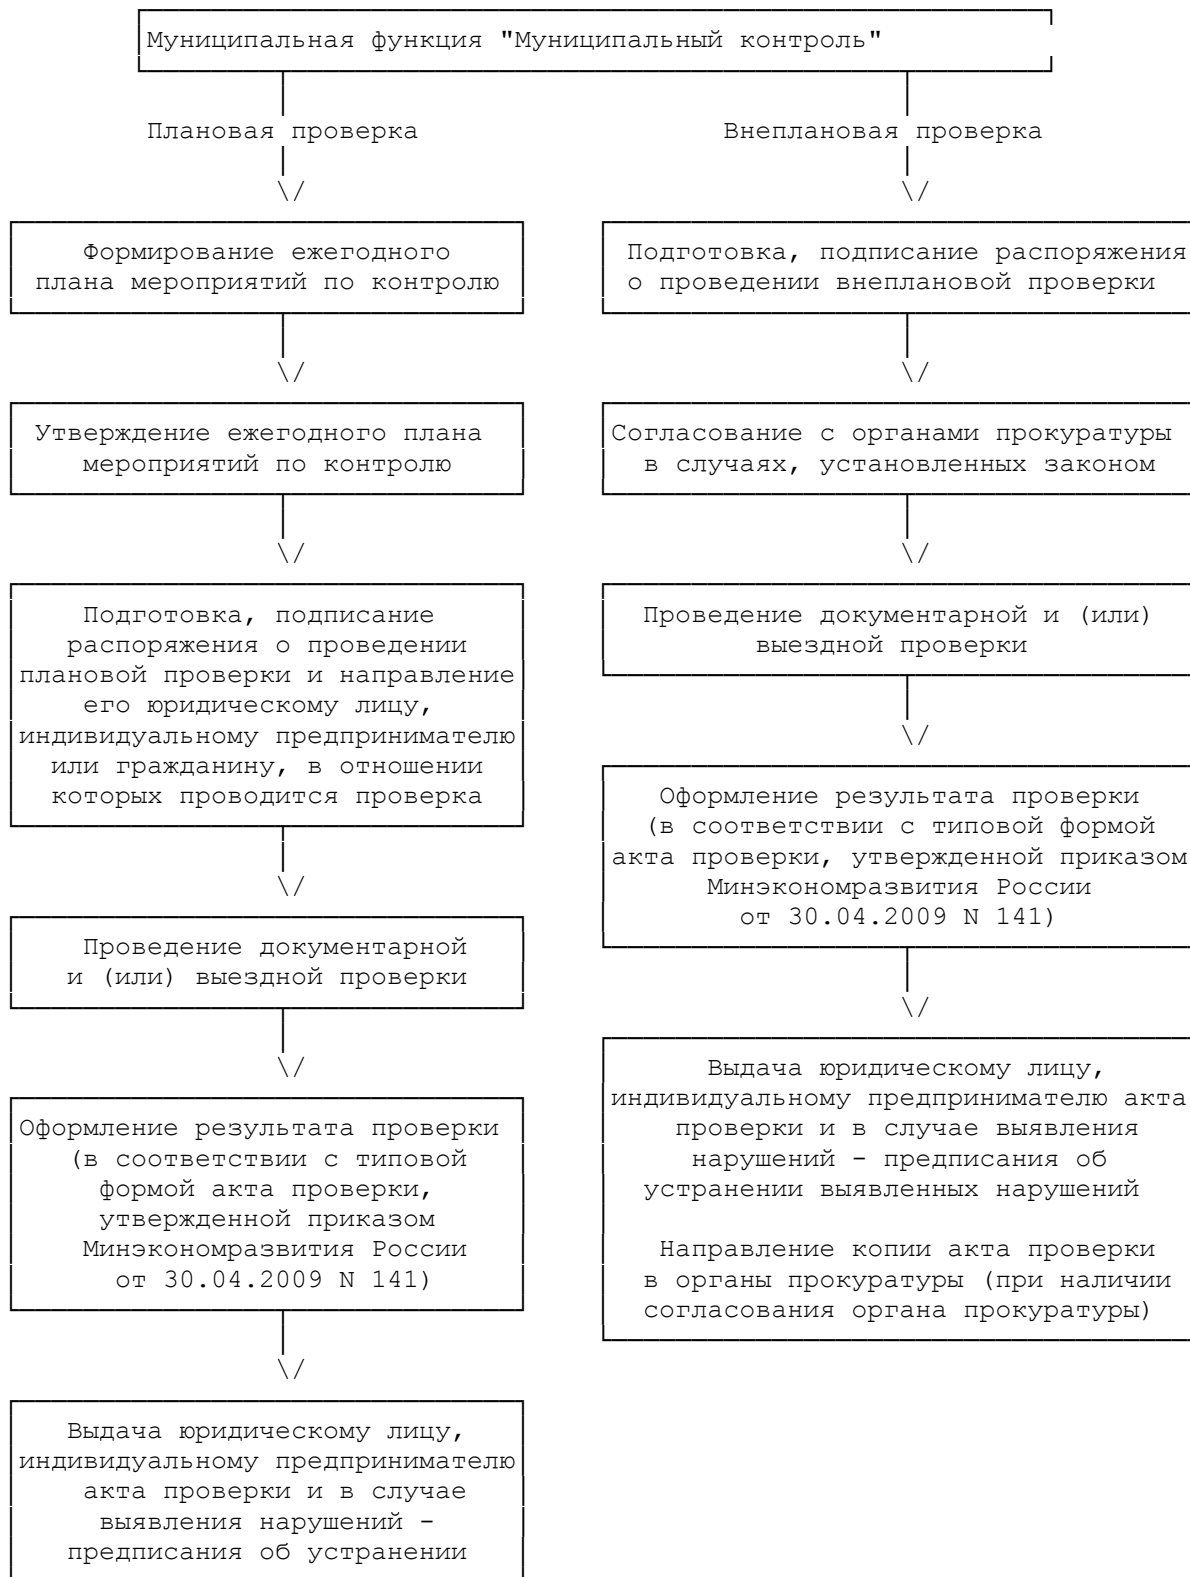 Муниципальная функция "Муниципальный контроль"
Плановая проверка
Внеплановая проверка
Формирование ежегодного
плана мероприятий по контролю
Утверждение ежегодного плана
мероприятий по контролю
Подготовка, подписание
распоряжения о проведении
плановой проверки и направление
его юридическому лицу,
индивидуальному предпринимателю
или гражданину, в отношении
которых проводится проверка
Проведение документарной
и (или) выездной проверки
Оформление результата проверки
(в соответствии с типовой
формой акта проверки,
утвержденной приказом
Минэкономразвития России
от 30.04.2009 N 141)
Выдача юридическому лицу,
индивидуальному предпринимателю
акта проверки и в случае
выявления нарушений -
предписания об устранении
Подготовка, подписание распоряжения
о проведении внеплановой проверки
Согласование с органами прокуратуры
в случаях, установленных законом
Проведение документарной и (или)
выездной проверки
Оформление результата проверки
(в соответствии с типовой формой
акта проверки, утвержденной приказом
Минэкономразвития России
от 30.04.2009 N 141)
Выдача юридическому лицу,
индивидуальному предпринимателю акта
проверки и в случае выявления
нарушений - предписания об
устранении выявленных нарушений
Направление копии акта проверки
в органы прокуратуры (при наличии
согласования органа прокуратуры)